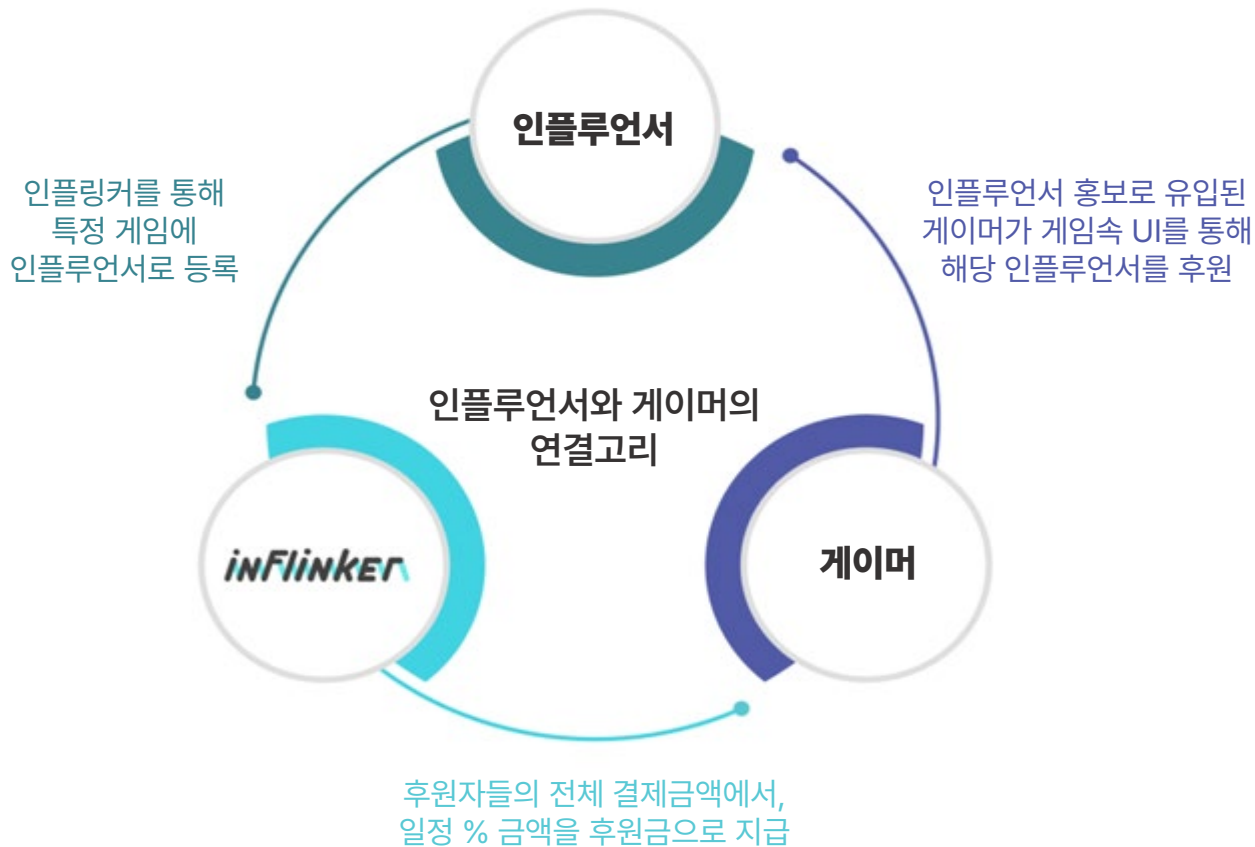 인플루언서
인플링커를 통해
특정 게임에
인플루언서로 등록
인플루언서 홍보로 유입된
게이머가 게임속 UI를 통해
해당 인플루언서를 후원
인플루언서와 게이머의
연결고리
inFlinker
게이머
후원자들의 전체 결제금액에서,
일정 % 금액을 후원금으로 지급